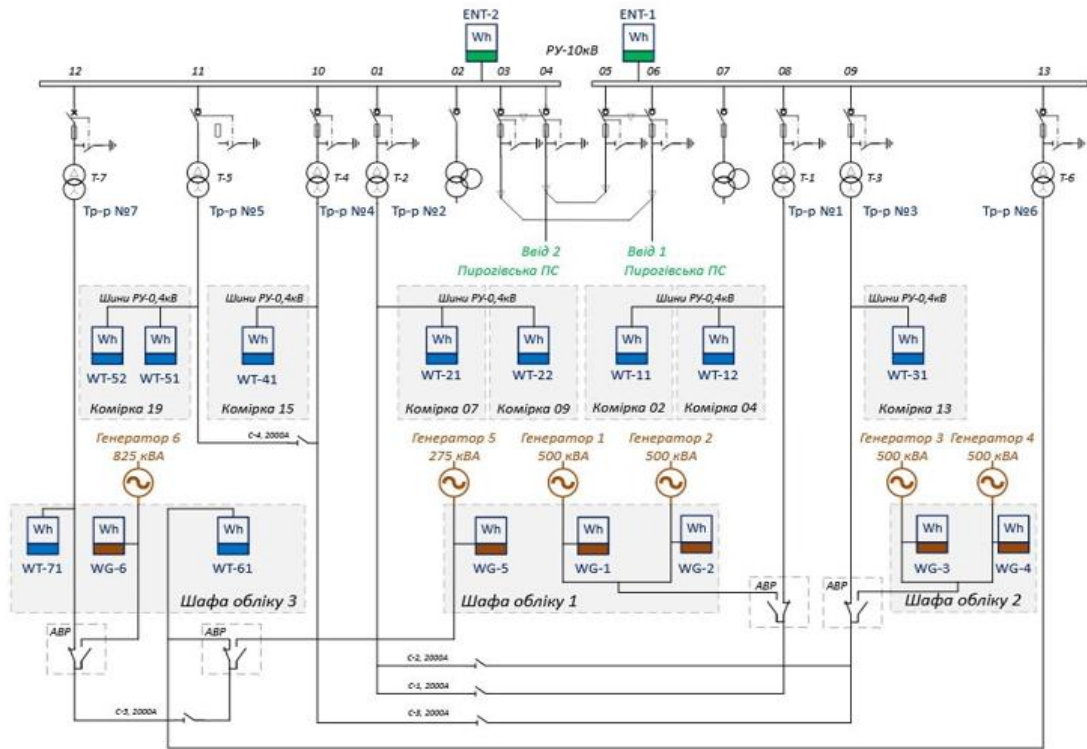 ENT-2 ENT-1
Wh Wh
РУ-10кВ
12 11 10 01 02 03 04 05 06 07 08 09 13
Т-7 Т-5 Т-4 Т-2 Т-1 Т-3 Т-6
Тр-р №7 Тр-р №5 Тр-р №4 Тр-р №2 Тр-р №1 Тр-р №3 Тр-р №6
Ввід 2 Ввід 1
Пирогівська ПС Пирогівська ПС
Шини РУ-0,4кВ Шини РУ-0,4кВ Шини РУ-0,4кВ Шини РУ-0,4кВ
Wh Wh Wh Wh Wh Wh Wh Wh
WT-52 WT-51 WT-41 WT-21 WT-22 WT-11 WT-12 WT-31
Комірка 19 Комірка 15 Комірка 07 Комірка 09 Комірка 02 Комірка 04 Комірка 13
С-4, 2000А
Генератор 6 Генератор 5 Генератор 1 Генератор 2 Генератор 3 Генератор 4
825 кВА 275 кВА 500 кВА 500 кВА 500 кВА 500 кВА
Wh Wh Wh Wh Wh Wh Wh Wh
WT-71 WG-6 WT-61 WG-5 WG-1 WG-2 WG-3 WG-4
Шафа обліку 3 Шафа обліку 1 Шафа обліку 2
АВР АВР
АВР АВР
С-2, 2000А
С-1, 2000А
С-5, 2000А С-3, 2000А